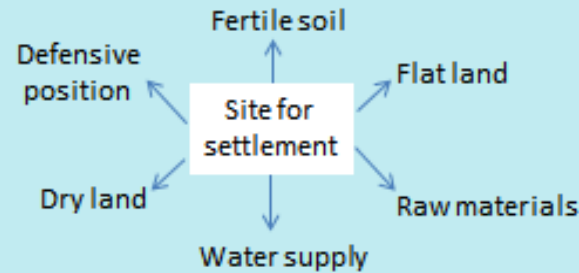 Fertile soil
Defensive
position
Flat land
Site for
settlement
Dry land
Raw materials
Water supply